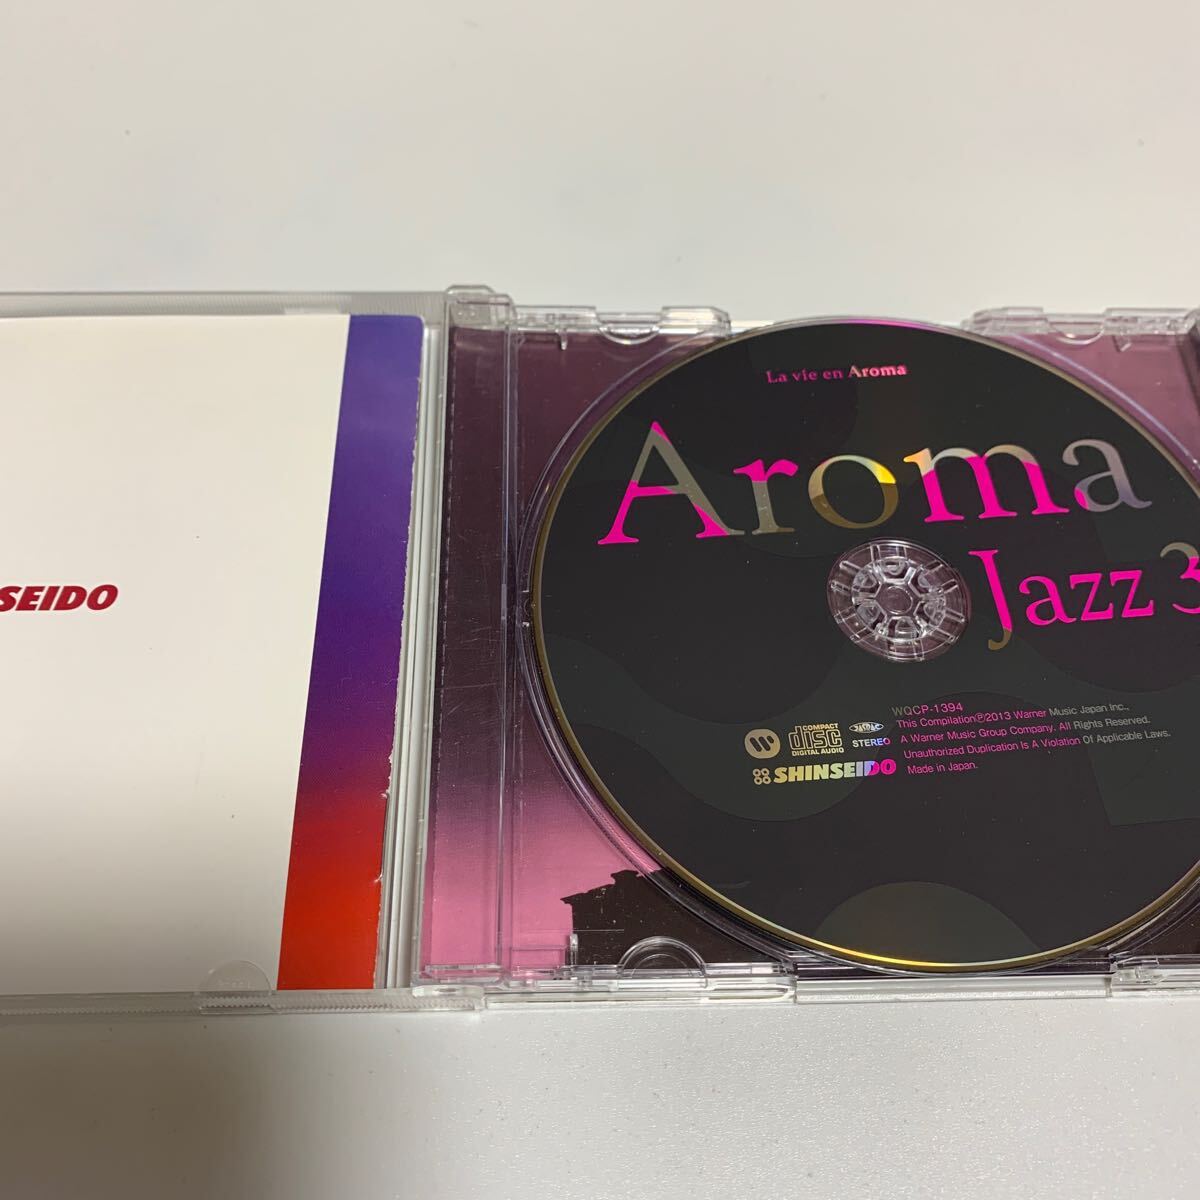 SEIDO
La vie en Aroma
Aroma
Jazz 3
WQCP-1394
This Compilation℗2013 Warner Music Japan Inc.,
A Warner Music Group Company. All Rights Reserved.
Unauthorized Duplication Is A Violation Of Applicable Laws.
Made in Japan.
COMPACT
disc
DIGITAL AUDIO
JASRAC
STEREO
SHINSEIDO